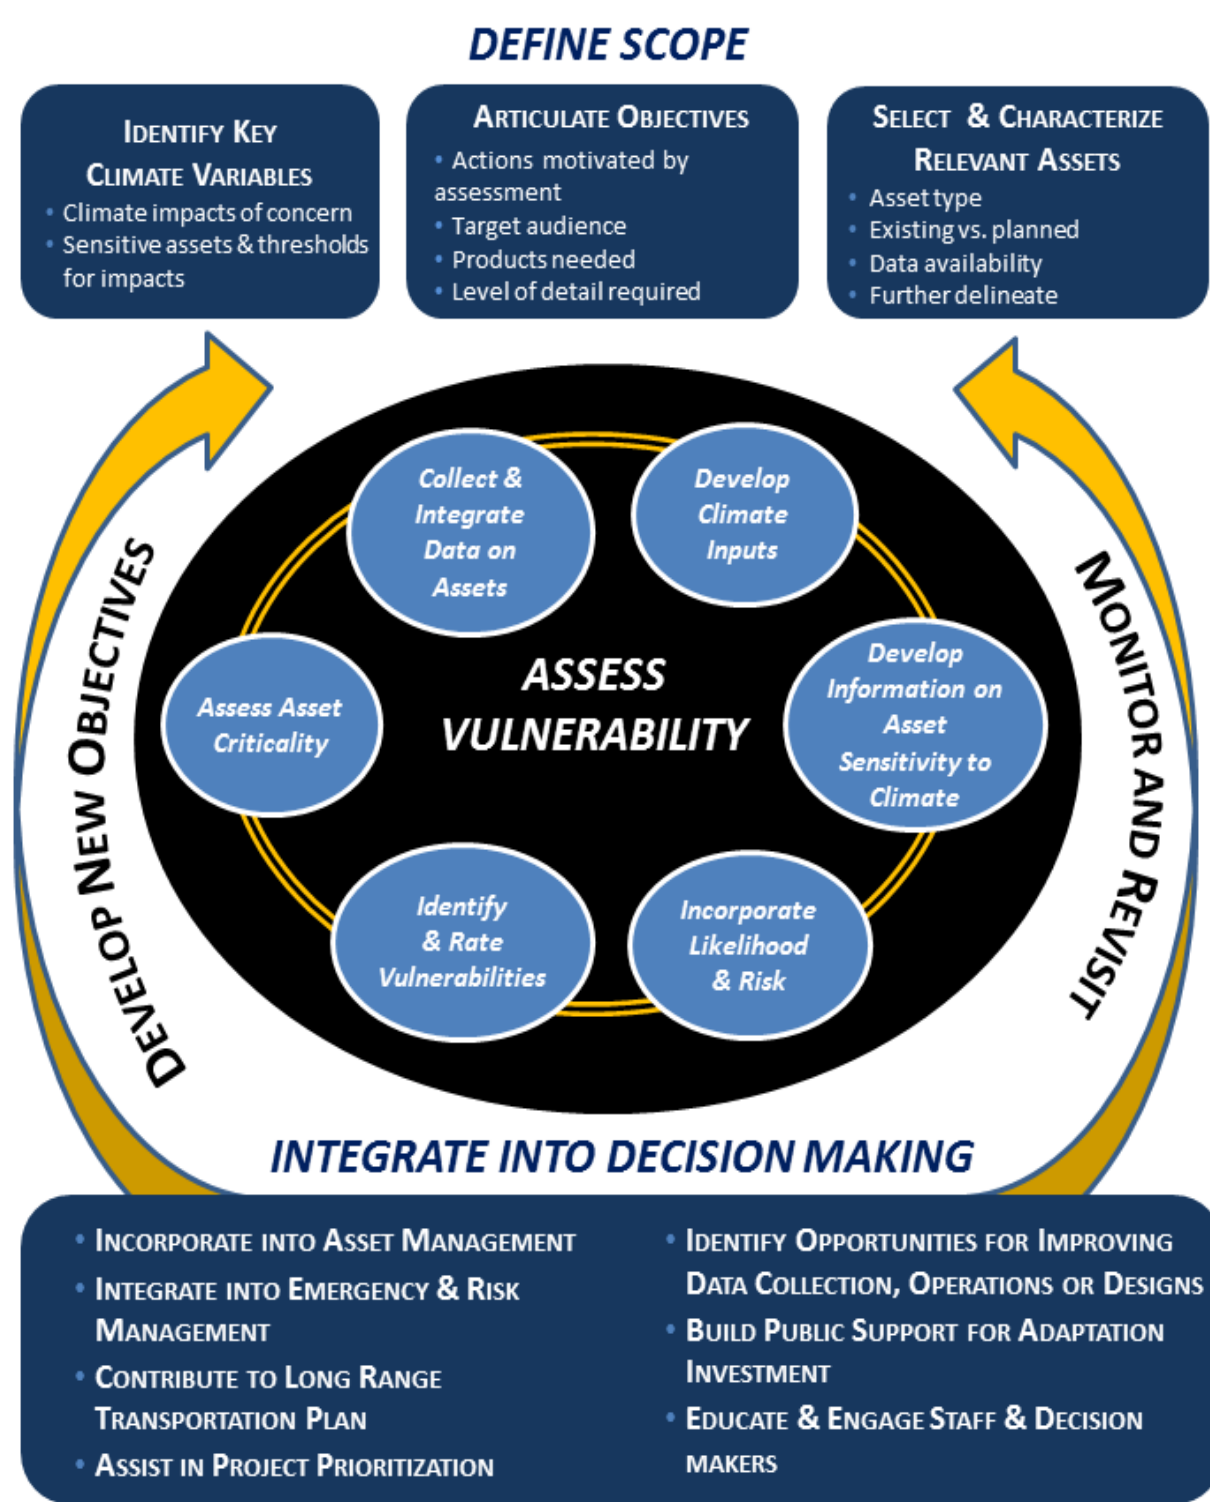 DEFINE SCOPE
IDENTIFY KEY
CLIMATE VARIABLES
• Climate impacts of concern
• Sensitive assets & thresholds
for impacts
ARTICULATE OBJECTIVES
• Actions motivated by
assessment
• Target audience
• Products needed
• Level of detail required
SELECT & CHARACTERIZE
RELEVANT ASSETS
• Asset type
• Existing vs. planned
• Data availability
• Further delineate
DEVELOP NEW OBJECTIVES
MONITOR AND REVISIT
ASSESS
VULNERABILITY
Collect &
Integrate
Data on
Assets
Develop
Climate
Inputs
Develop
Information on
Asset
Sensitivity to
Climate
Incorporate
Likelihood
& Risk
Identify
& Rate
Vulnerabilities
Assess Asset
Criticality
INTEGRATE INTO DECISION MAKING
• INCORPORATE INTO ASSET MANAGEMENT
• INTEGRATE INTO EMERGENCY & RISK
MANAGEMENT
• CONTRIBUTE TO LONG RANGE
TRANSPORTATION PLAN
• ASSIST IN PROJECT PRIORITIZATION
• IDENTIFY OPPORTUNITIES FOR IMPROVING
DATA COLLECTION, OPERATIONS OR DESIGNS
• BUILD PUBLIC SUPPORT FOR ADAPTATION
INVESTMENT
• EDUCATE & ENGAGE STAFF & DECISION
MAKERS